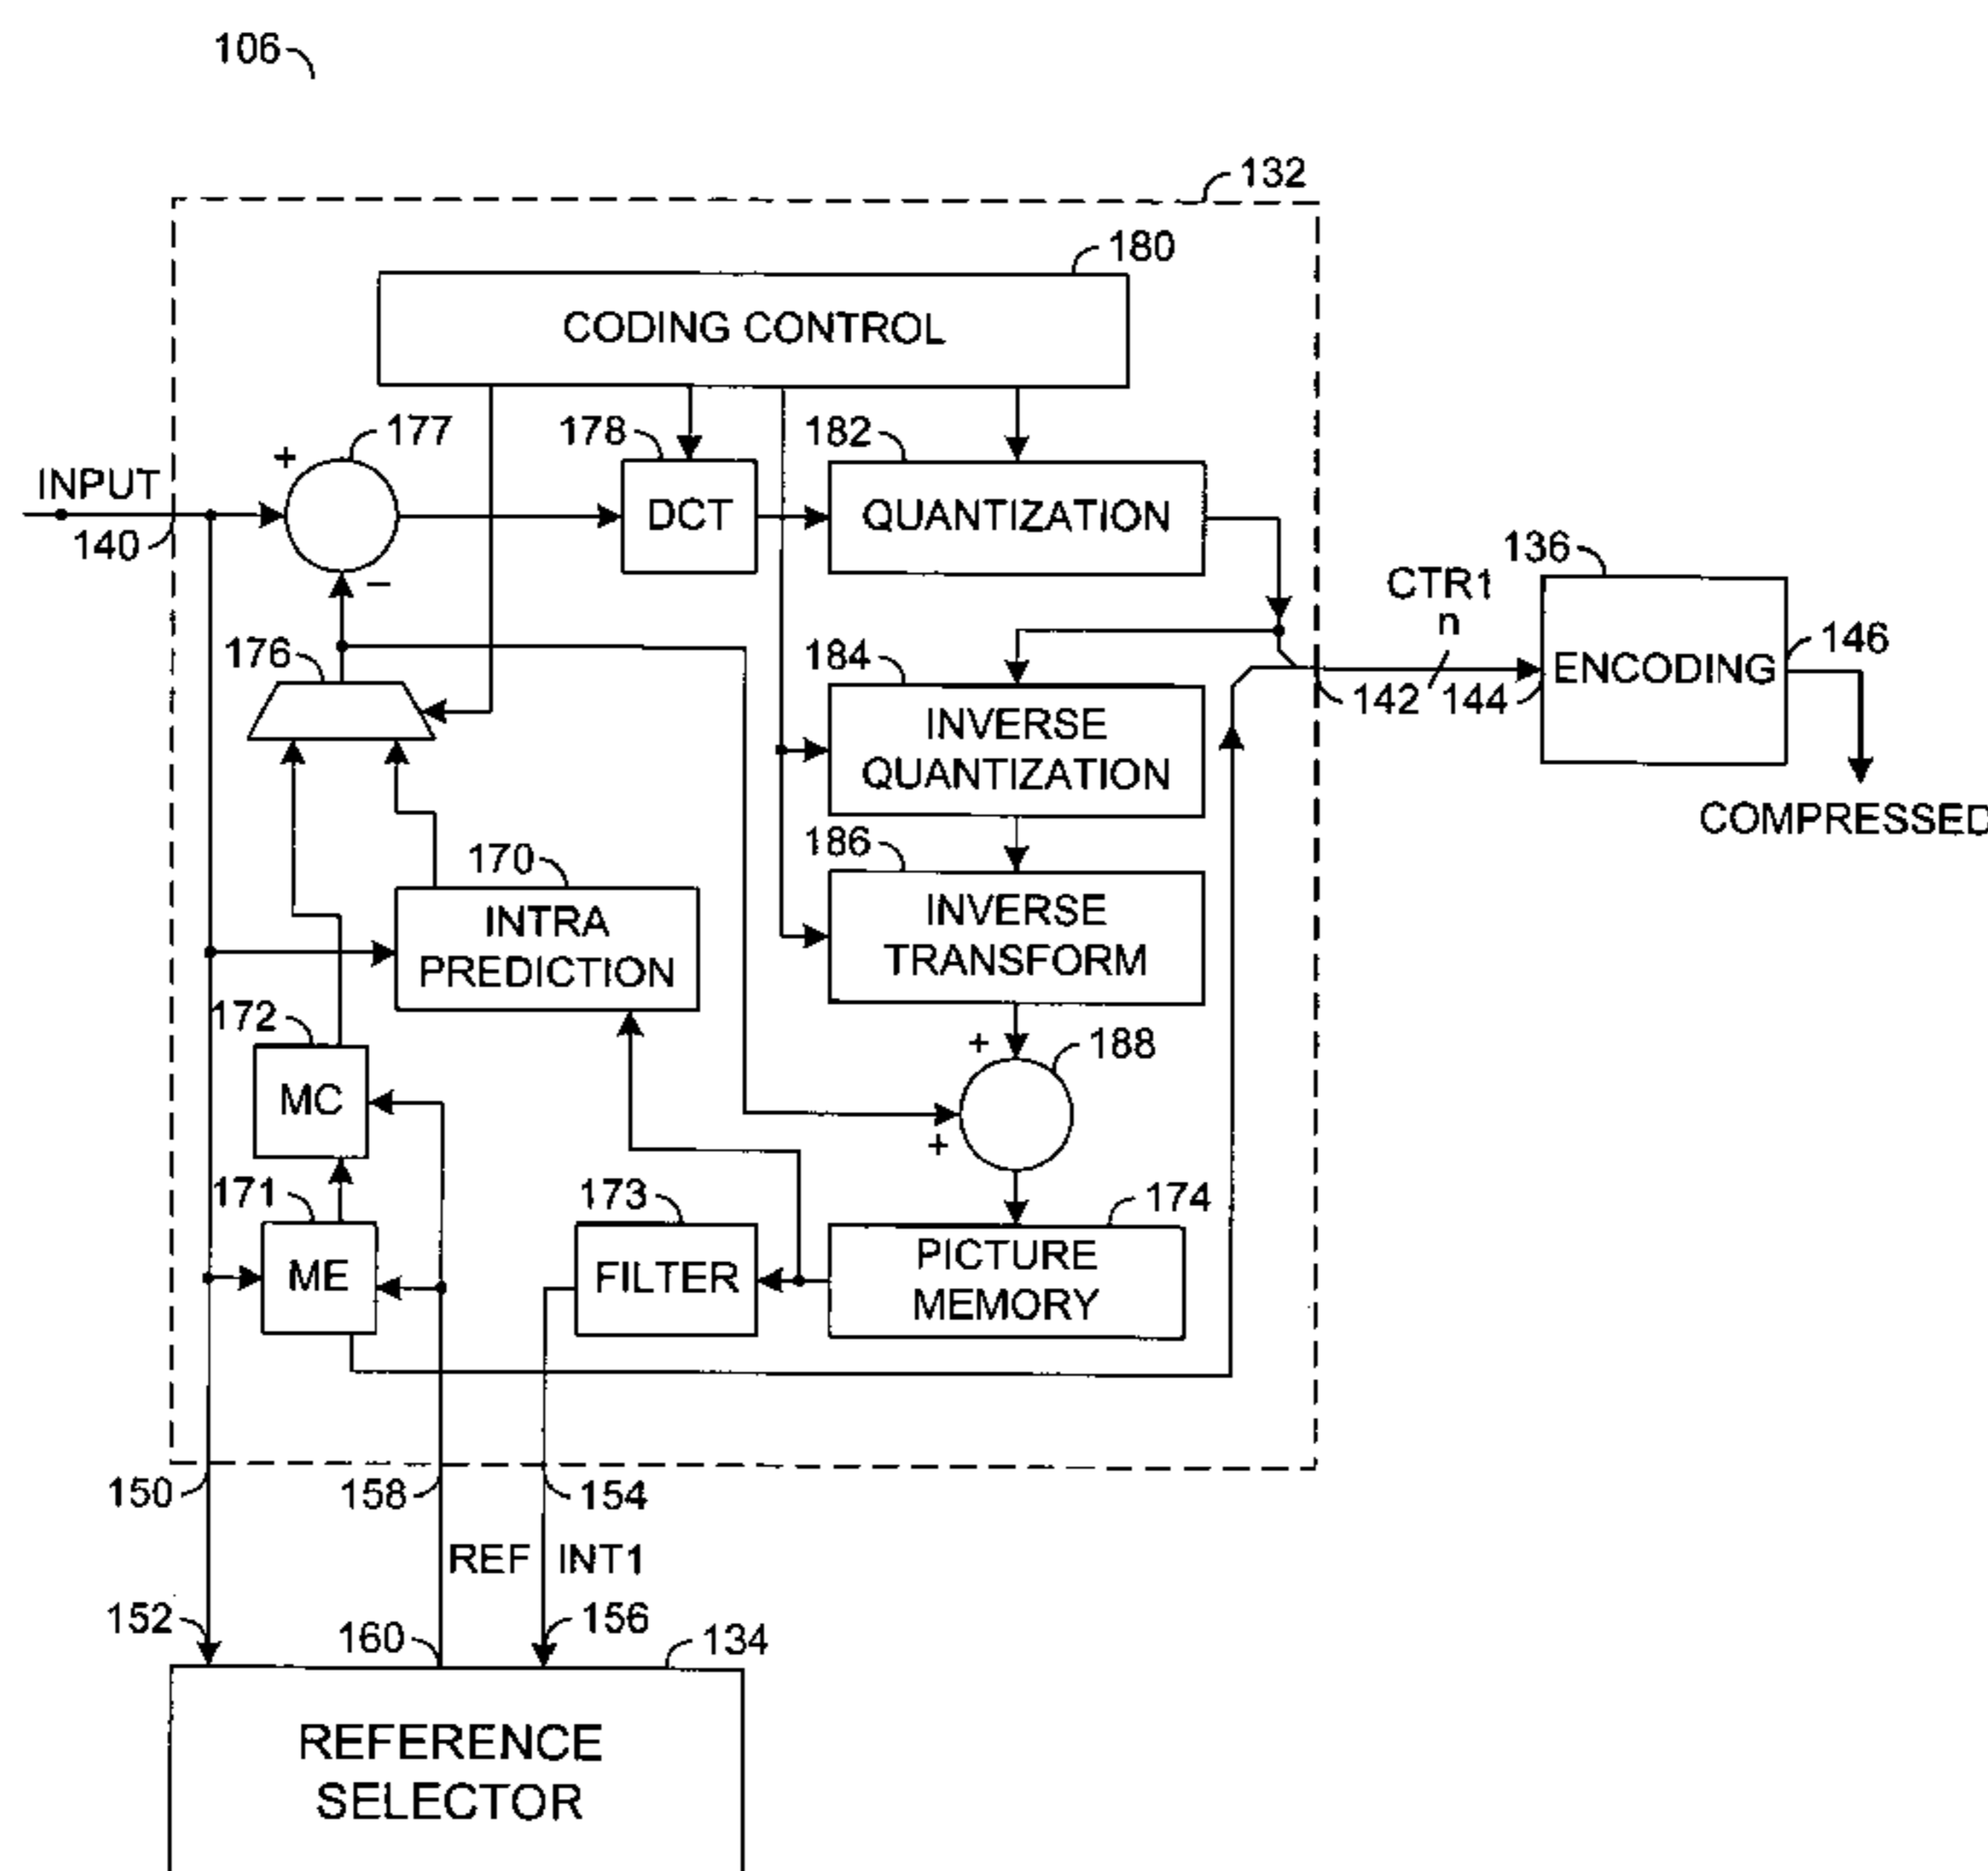 106
132
180
CODING CONTROL
+
177
178
182
INPUT
DCT
QUANTIZATION
140
−
136
CTR1
n
176
184
ENCODING
146
142
144
INVERSE
QUANTIZATION
COMPRESSED
170
186
INTRA
PREDICTION
INVERSE
TRANSFORM
172
+
188
MC
+
171
173
174
ME
FILTER
PICTURE
MEMORY
150
158
154
REF
INT1
152
160
156
134
REFERENCE
SELECTOR